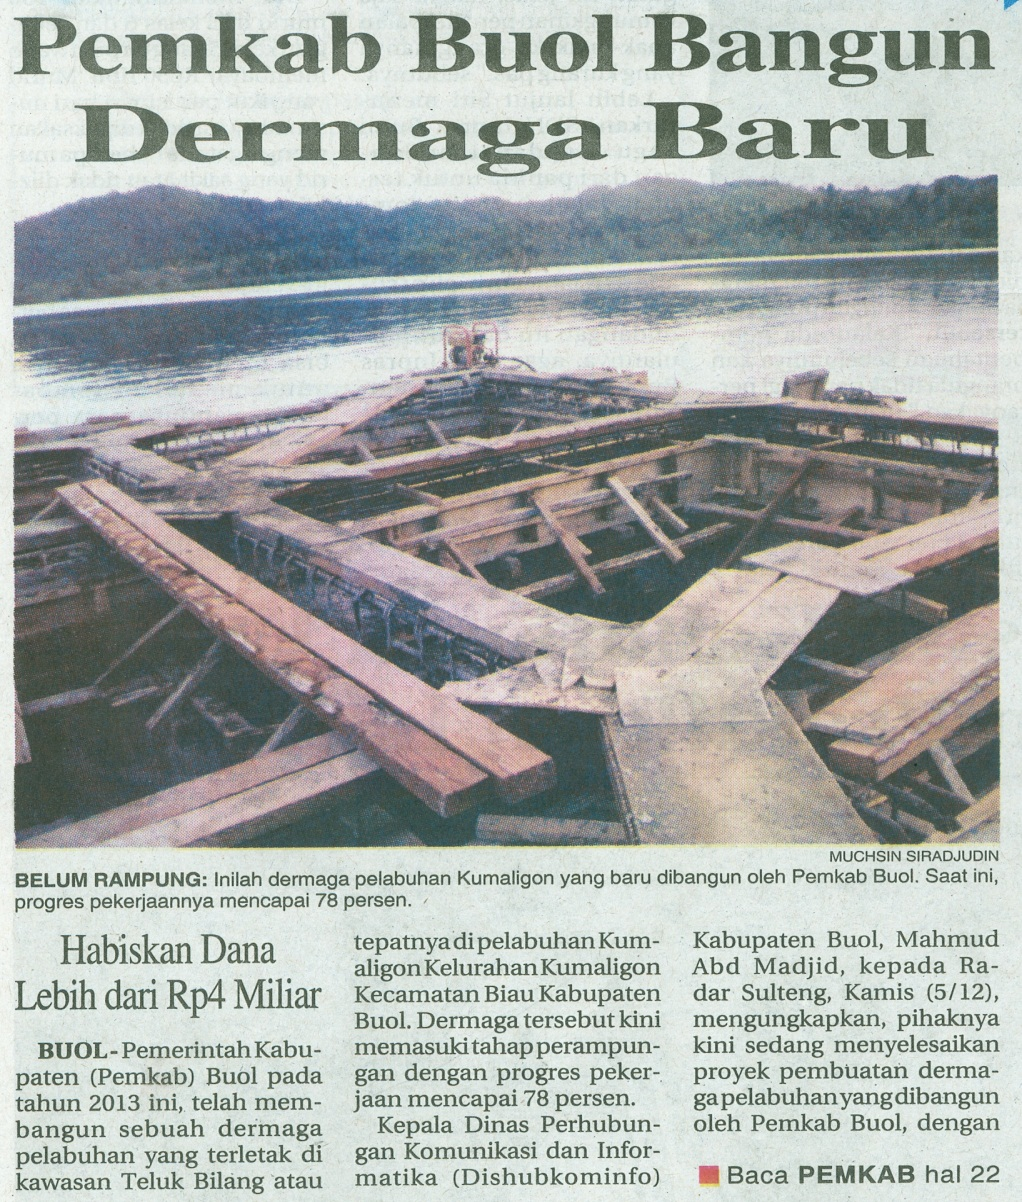 Pemkab Buol Bangun
Dermaga Baru
MUCHSIN SIRADJUDIN
BELUM RAMPUNG: Inilah dermaga pelabuhan Kumaligon yang baru dibangun oleh Pemkab Buol. Saat ini,
progres pekerjaannya mencapai 78 persen.
Habiskan Dana
Lebih dari Rp4 Miliar
BUOL - Pemerintah Kabu-
paten (Pemkab) Buol pada
tahun 2013 ini, telah mem-
bangun sebuah dermaga
pelabuhan yang terletak di
kawasan Teluk Bilang atau
tepatnya di pelabuhan Kum-
aligon Kelurahan Kumaligon
Kecamatan Biau Kabupaten
Buol. Dermaga tersebut kini
memasuki tahap perampun-
gan dengan progres peker-
jaan mencapai 78 persen.
Kepala Dinas Perhubun-
gan Komunikasi dan Infor-
matika (Dishubkominfo)
Kabupaten Buol, Mahmud
Abd Madjid, kepada Ra-
dar Sulteng, Kamis (5/12),
mengungkapkan, pihaknya
kini sedang menyelesaikan
proyek pembuatan derma-
ga pelabuhan yang dibangun
oleh Pemkab Buol, dengan
Baca PEMKAB hal 22